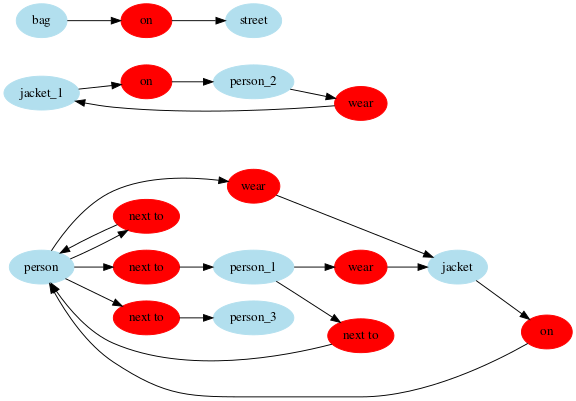 bag
on
street
jacket_1
on
person_2
wear
wear
next to
person
next to
person_1
wear
jacket
next to
person_3
next to
on